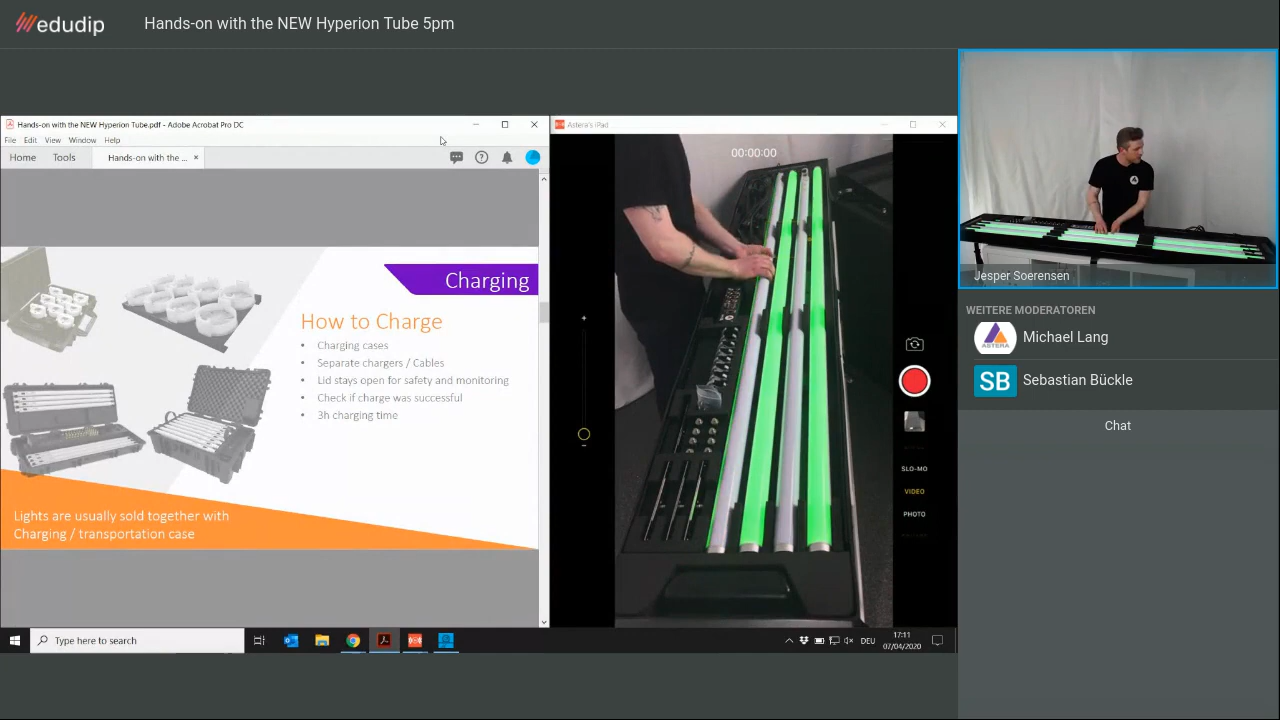 edudip
Hands-on with the NEW Hyperion Tube 5pm
Hands-on with the NEW Hyperion Tube.pdf - Adobe Acrobat Pro DC
File Edit View Window Help
Home Tools Hands-on with the ... ×
Charging
How to Charge
• Charging cases
• Separate chargers / Cables
• Lid stays open for safety and monitoring
• Check if charge was successful
• 3h charging time
Lights are usually sold together with
Charging / transportation case
Astera's iPad
00:00:00
SLO-MO
VIDEO
PHOTO
Type here to search
DEU
17:11
07/04/2020
Jesper Soerensen
WEITERE MODERATOREN
ASTERA
Michael Lang
SB
Sebastian Bückle
Chat